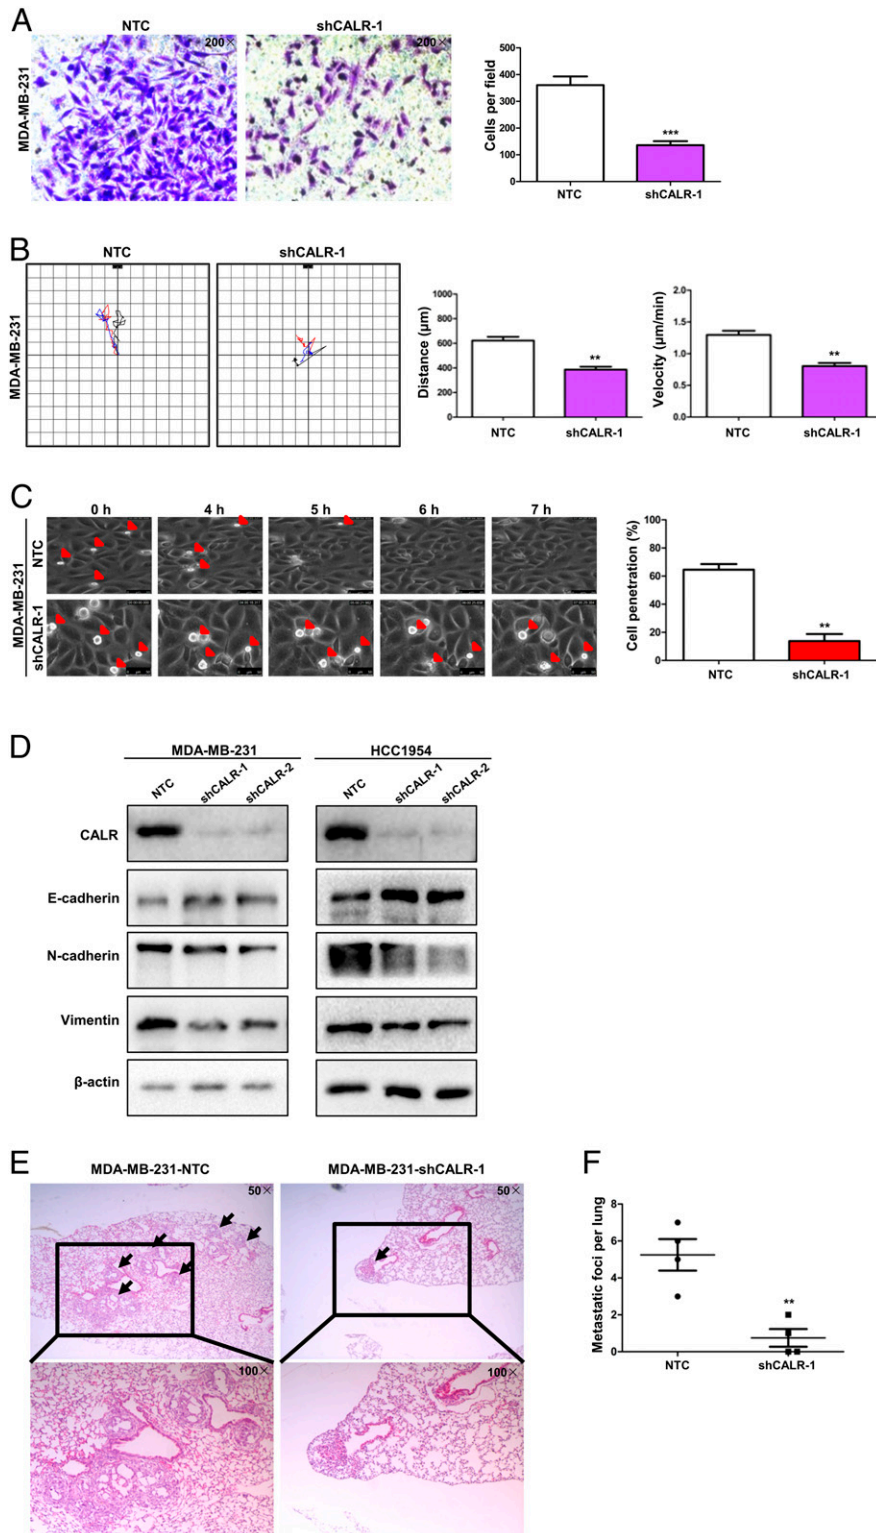 A
NTC
shCALR-1
MDA-MB-231
200×
200×
Cells per field
500
400
300
200
100
0
***
NTC
shCALR-1
B
NTC
shCALR-1
MDA-MB-231
Distance (μm)
1000
800
600
400
200
0
**
NTC
shCALR-1
Velocity (μm/min)
2.0
1.5
1.0
0.5
0.0
**
NTC
shCALR-1
C
0 h
4 h
5 h
6 h
7 h
MDA-MB-231
NTC
shCALR-1
Cell penetration (%)
100
80
60
40
20
0
**
NTC
shCALR-1
D
MDA-MB-231
HCC1954
NTC
shCALR-1
shCALR-2
NTC
shCALR-1
shCALR-2
CALR
E-cadherin
N-cadherin
Vimentin
β-actin
E
MDA-MB-231-NTC
MDA-MB-231-shCALR-1
50×
50×
100×
100×
F
Metastatic foci per lung
8
6
4
2
0
**
NTC
shCALR-1